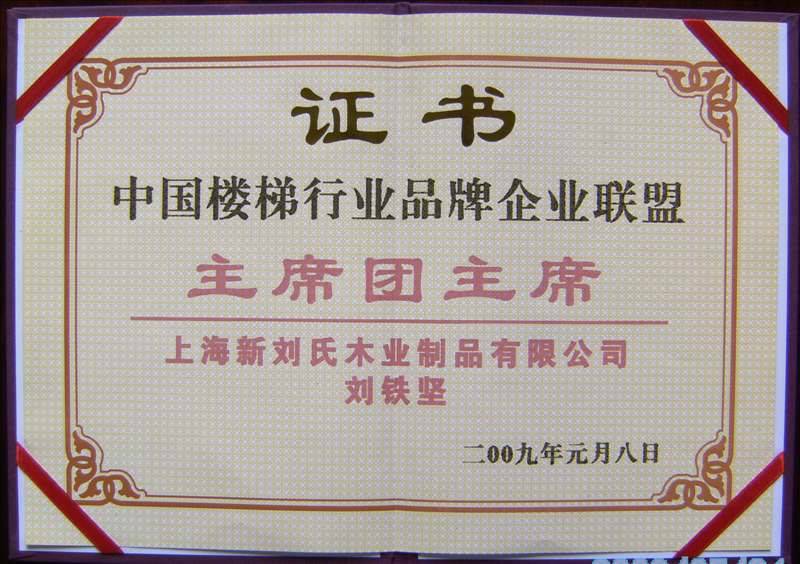 证书
中国楼梯行业品牌企业联盟
主席团主席
上海新刘氏木业制品有限公司
刘铁坚
二00九年元月八日